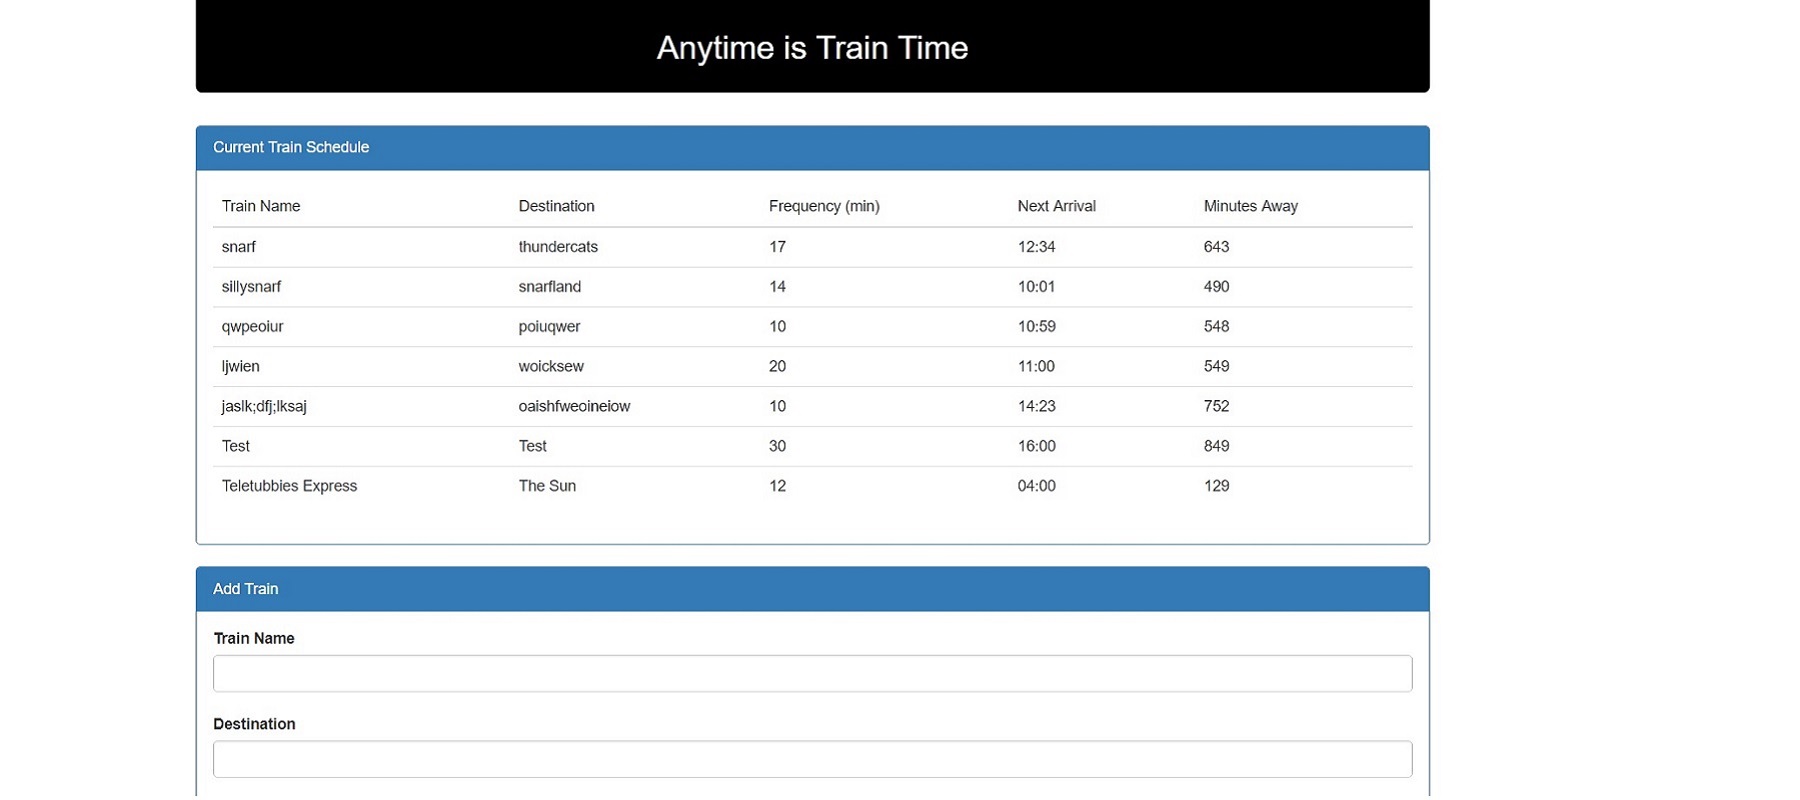 Anytime is Train Time
Current Train Schedule
Train Name Destination Frequency (min) Next Arrival Minutes Away
snarf thundercats 17 12:34 643
sillysnarf snarfland 14 10:01 490
qwpeoiur poiuqwer 10 10:59 548
ljwien woicksew 20 11:00 549
jaslk;dfj;lksaj oaishfweoineiow 10 14:23 752
Test Test 30 16:00 849
Teletubbies Express The Sun 12 04:00 129
Add Train
Train Name
Destination